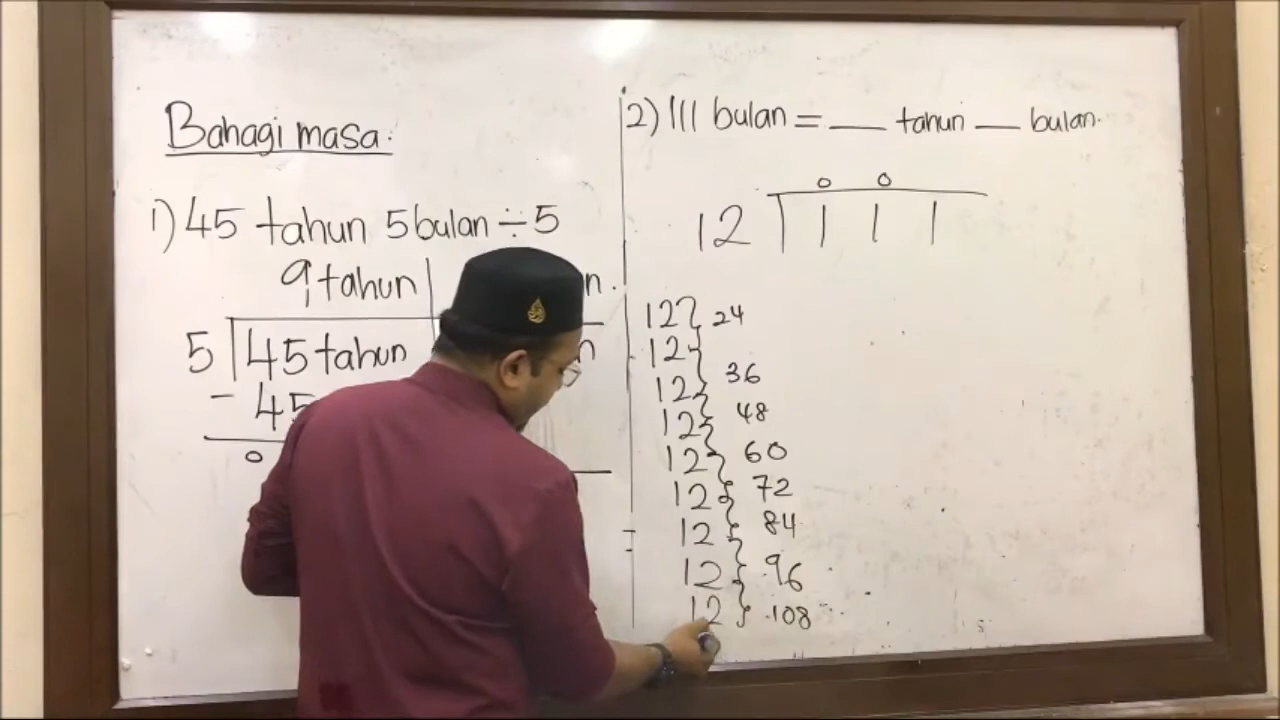 Bahagi masa:
1) 45 tahun 5 bulan ÷ 5
9 tahun n.
5 45 tahun n
- 45
0
2) 111 bulan = __ tahun __ bulan.
0 0
12 1 1 1
12 24
12
12 36
12 48
12 60
12 72
12 84
12 96
12 108